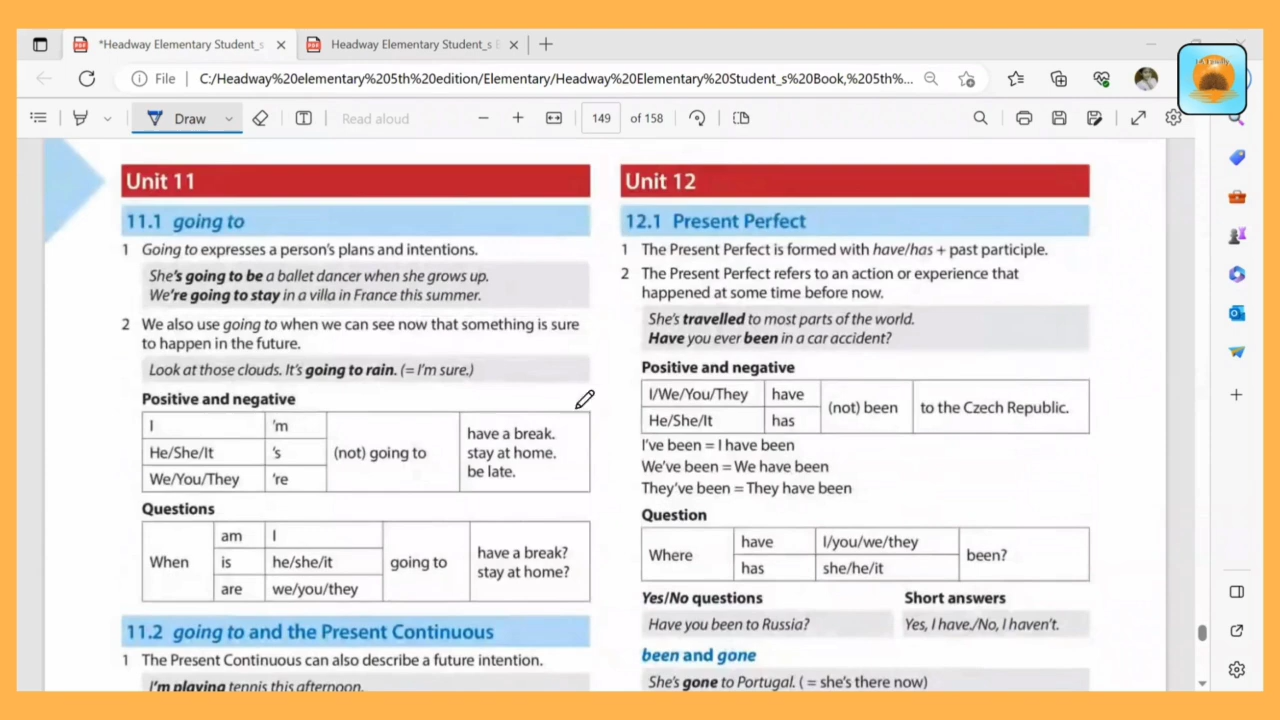 *Headway Elementary Student_s
Headway Elementary Student_s
File
C:/Headway%20elementary%205th%20edition/Elementary/Headway%20Elementary%20Student_s%20Book,%205th%...
Draw
Read aloud
149 of 158
Unit 11
11.1 going to
1 Going to expresses a person's plans and intentions.
She's going to be a ballet dancer when she grows up.
We're going to stay in a villa in France this summer.
2 We also use going to when we can see now that something is sure
to happen in the future.
Look at those clouds. It's going to rain. (= I'm sure.)
Positive and negative
I 'm
He/She/It 's
We/You/They 're
(not) going to
have a break.
stay at home.
be late.
Questions
When
am I
is he/she/it
are we/you/they
going to
have a break?
stay at home?
11.2 going to and the Present Continuous
1 The Present Continuous can also describe a future intention.
I'm playing tennis this afternoon.
Unit 12
12.1 Present Perfect
1 The Present Perfect is formed with have/has + past participle.
2 The Present Perfect refers to an action or experience that
happened at some time before now.
She's travelled to most parts of the world.
Have you ever been in a car accident?
Positive and negative
I/We/You/They have
He/She/It has
(not) been
to the Czech Republic.
I've been = I have been
We've been = We have been
They've been = They have been
Question
Where
have I/you/we/they
has she/he/it
been?
Yes/No questions Short answers
Have you been to Russia? Yes, I have./No, I haven't.
been and gone
She's gone to Portugal. ( = she's there now)